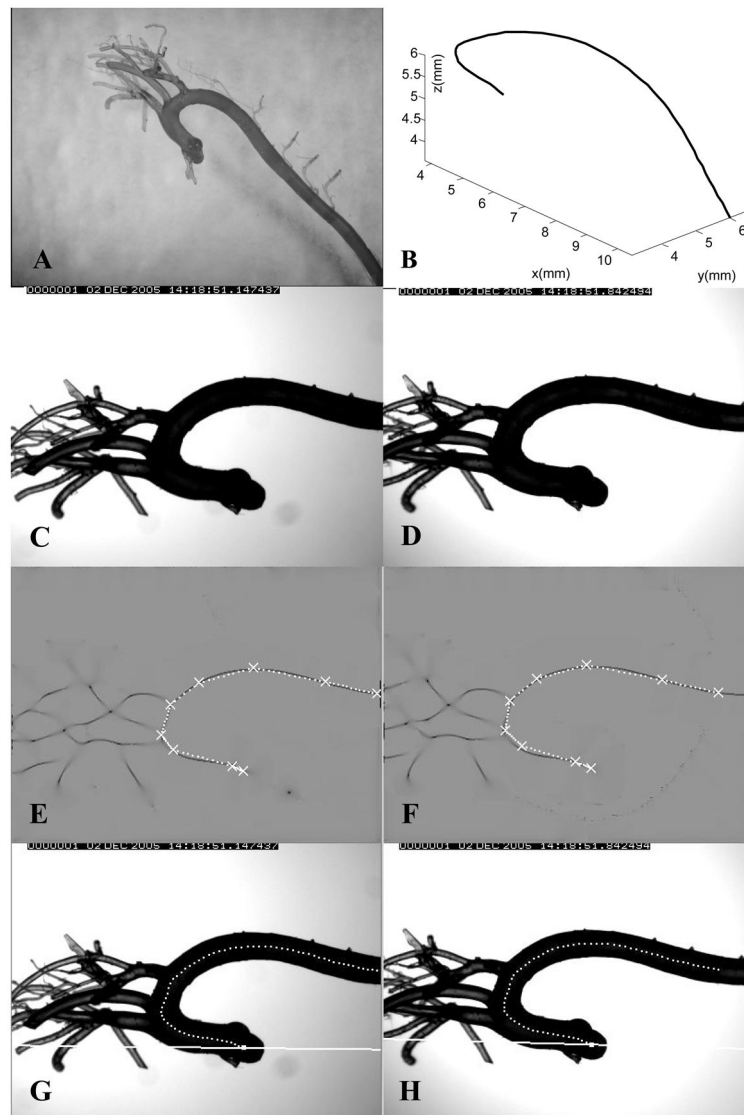 A
6
5.5
5
4.5
4
z(mm)
4
5
6
7
8
9
10
x(mm)
4
5
6
y(mm)
B
0000001 02 DEC 2005 14:18:51.147437
0000001 02 DEC 2005 14:18:51.842494
C
D
E
F
0000001 02 DEC 2005 14:18:51.147437
0000001 02 DEC 2005 14:18:51.842494
G
H